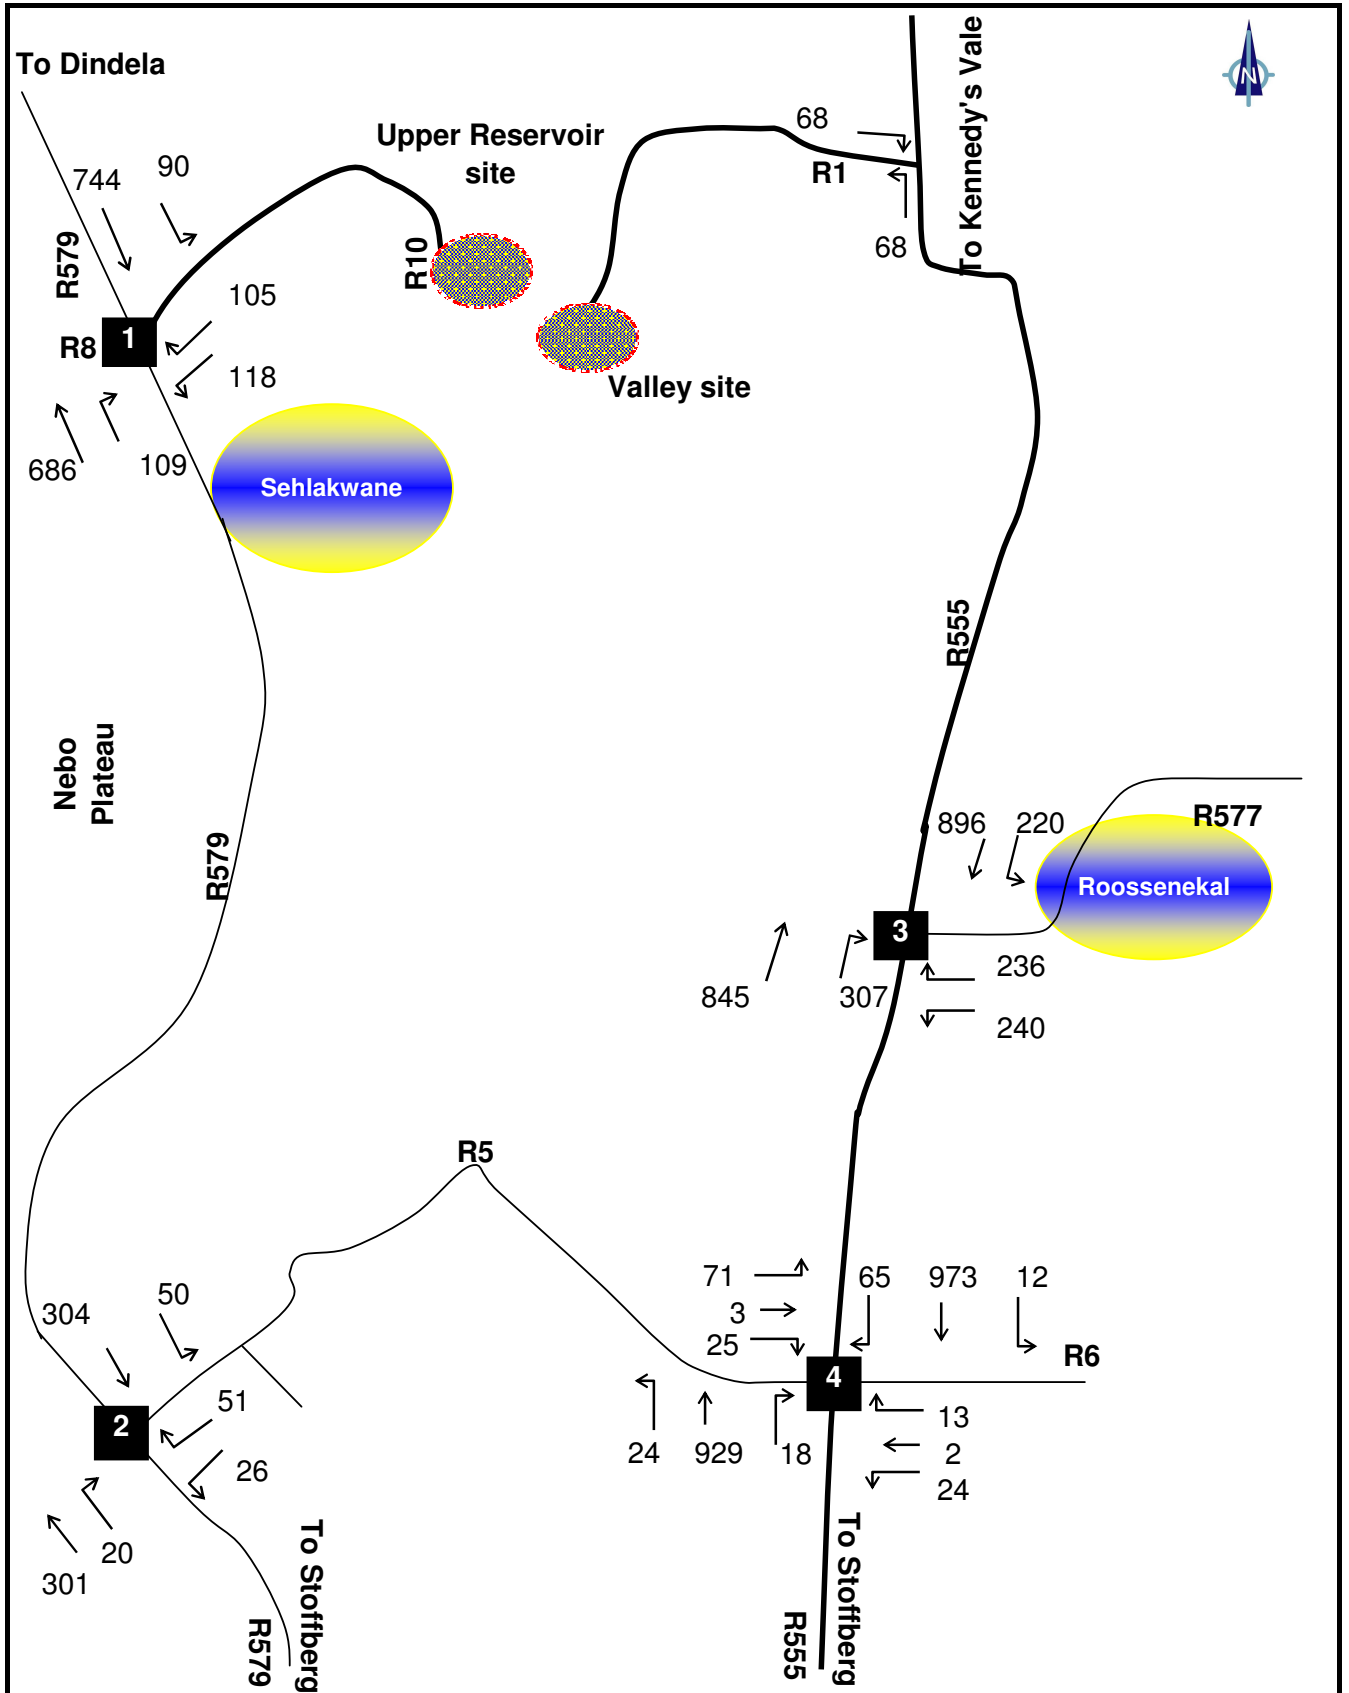 To Dindela
N
To Kennedy's Vale
Upper Reservoir
site
68
R1
68
744
90
R579
R10
105
R8
1
118
Valley site
686
109
Sehlakwane
R555
Nebo
Plateau
R579
896
220
R577
Roossenekal
3
845
307
236
240
R5
71
3
25
65
973
12
R6
4
304
50
51
2
26
24
929
18
13
2
24
20
301
To Stoffberg
R579
To Stoffberg
R555